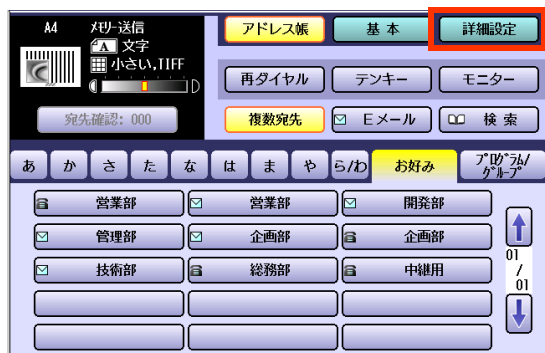 A4 ﾒﾓﾘｰ送信
A 文字
小さい,TIFF
D
宛先確認: 000
アドレス帳 基本 詳細設定
再ダイヤル テンキー モニター
複数宛先 Eメール 検索
あ か さ た な は ま や ら/わ お好み ﾌﾟﾛｸﾞﾗﾑ/
ｸﾞﾙｰﾌﾟ
営業部 営業部 開発部
管理部 企画部 企画部
技術部 総務部 中継用
01
/
01